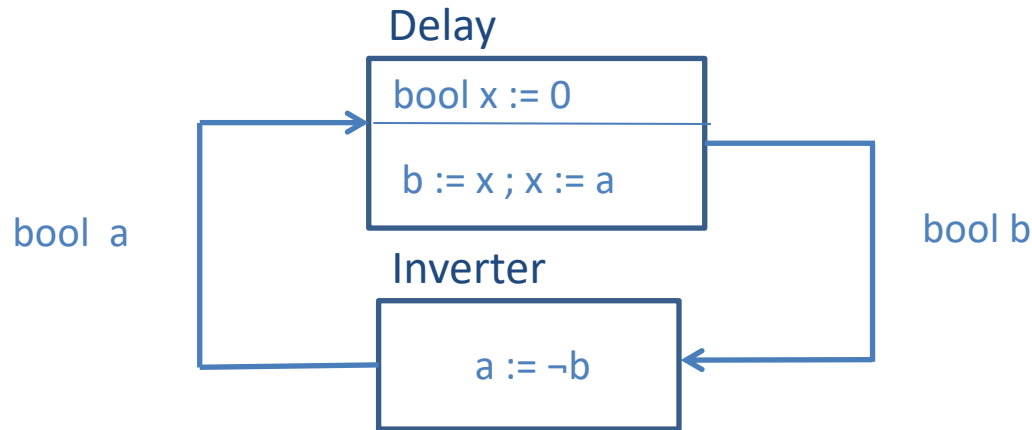 Delay
bool x := 0
b := x ; x := a
bool a
bool b
Inverter
a := ¬b